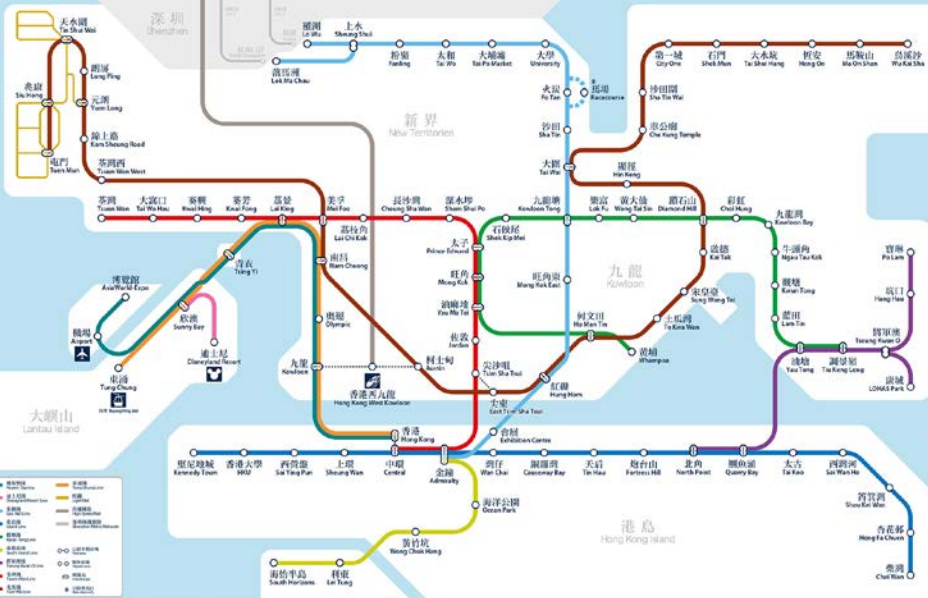 深圳
Shenzhen
天水圍
Tin Shui Wai
朗屏
Long Ping
兆康
Siu Hong
元朗
Yuen Long
錦上路
Kam Sheung Road
屯門
Tuen Mun
荃灣西
Tsuen Wan West
羅湖
Lo Wu
上水
Sheung Shui
落馬洲
Lok Ma Chau
粉嶺
Fanling
太和
Tai Wo
大埔墟
Tai Po Market
大學
University
火炭
Fo Tan
馬場
Racecourse
沙田
Sha Tin
大圍
Tai Wai
第一城
City One
石門
Shek Mun
大水坑
Tai Shui Hang
恆安
Heng On
馬鞍山
Ma On Shan
烏溪沙
Wu Kai Sha
沙田圍
Sha Tin Wai
車公廟
Che Kung Temple
顯徑
Hin Keng
新界
New Territories
荃灣
Tsuen Wan
大窩口
Tai Wo Hau
葵興
Kwai Hing
葵芳
Kwai Fong
荔景
Lai King
美孚
Mei Foo
荔枝角
Lai Chi Kok
長沙灣
Cheung Sha Wan
深水埗
Sham Shui Po
石硤尾
Shek Kip Mei
九龍塘
Kowloon Tong
樂富
Lok Fu
黃大仙
Wong Tai Sin
鑽石山
Diamond Hill
彩虹
Choi Hung
九龍灣
Kowloon Bay
牛頭角
Ngau Tau Kok
觀塘
Kwun Tong
藍田
Lam Tin
油塘
Yau Tong
調景嶺
Tiu Keng Leng
將軍澳
Tseung Kwan O
寶琳
Po Lam
坑口
Hang Hau
康城
LOHAS Park
太子
Prince Edward
旺角
Mong Kok
油麻地
Yau Ma Tei
佐敦
Jordan
尖沙咀
Tsim Sha Tsui
尖東
East Tsim Sha Tsui
旺角東
Mong Kok East
九龍
Kowloon
啟德
Kai Tak
宋皇臺
Sung Wong Toi
土瓜灣
To Kwa Wan
何文田
Ho Man Tin
黃埔
Whampoa
紅磡
Hung Hom
南昌
Nam Cheong
奧運
Olympic
九龍
Kowloon
柯士甸
Austin
香港西九龍
Hong Kong West Kowloon
青衣
Tsing Yi
欣澳
Sunny Bay
迪士尼
Disneyland Resort
博覽館
AsiaWorld-Expo
機場
Airport
東涌
Tung Chung
大嶼山
Lantau Island
香港
Hong Kong
會展
Exhibition Centre
堅尼地城
Kennedy Town
香港大學
HKU
西營盤
Sai Ying Pun
上環
Sheung Wan
中環
Central
金鐘
Admiralty
灣仔
Wan Chai
銅鑼灣
Causeway Bay
天后
Tin Hau
炮台山
Fortress Hill
北角
North Point
鰂魚涌
Quarry Bay
太古
Tai Koo
西灣河
Sai Wan Ho
筲箕灣
Shau Kei Wan
杏花邨
Heng Fa Chuen
柴灣
Chai Wan
港島
Hong Kong Island
海洋公園
Ocean Park
黃竹坑
Wong Chuk Hang
利東
Lei Tung
海怡半島
South Horizons